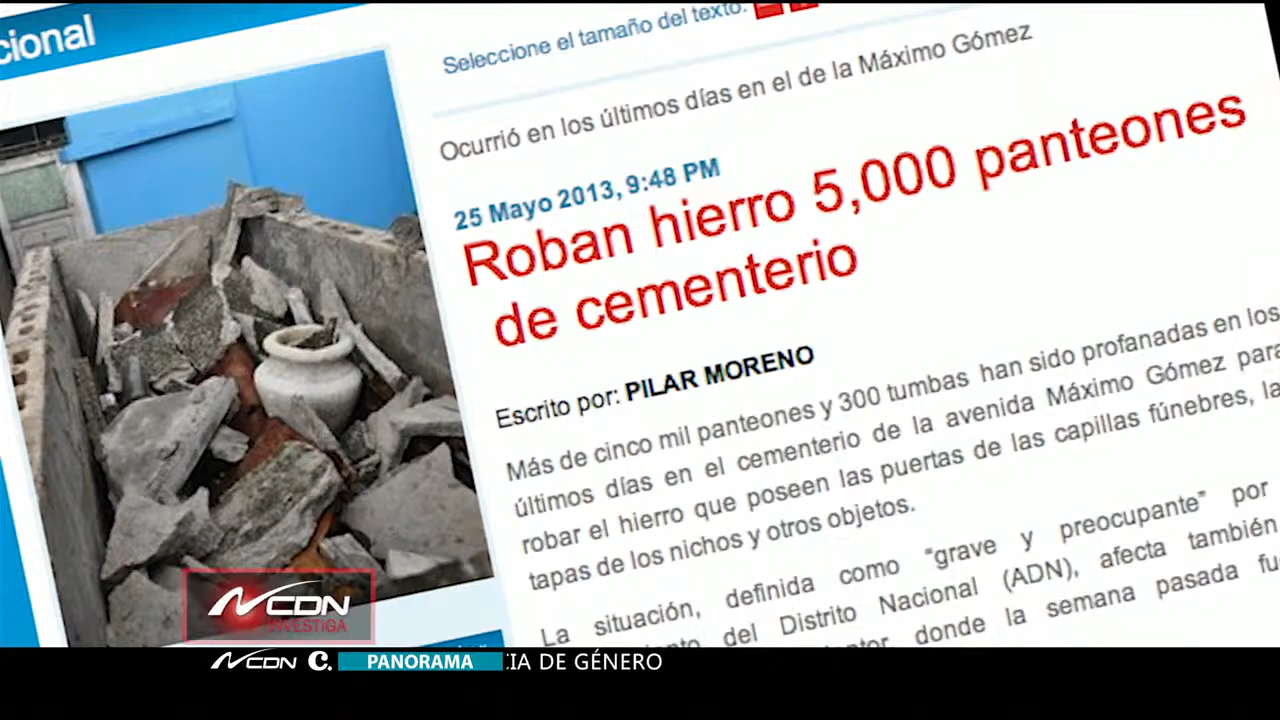 cional
Seleccione el tamaño del texto:
Ocurrió en los últimos días en el de la Máximo Gómez
25 Mayo 2013, 9:48 PM
Roban hierro 5,000 panteones
de cementerio
Escrito por: PILAR MORENO
Más de cinco mil panteones y 300 tumbas han sido profanadas en los
últimos días en el cementerio de la avenida Máximo Gómez para
robar el hierro que poseen las puertas de las capillas fúnebres, la
tapas de los nichos y otros objetos.
La situación, definida como “grave y preocupante” por
del Distrito Nacional (ADN), afecta también
donde la semana pasada fu
NCDN
INVESTIGA
NCDN C. PANORAMA CIA DE GÉNERO